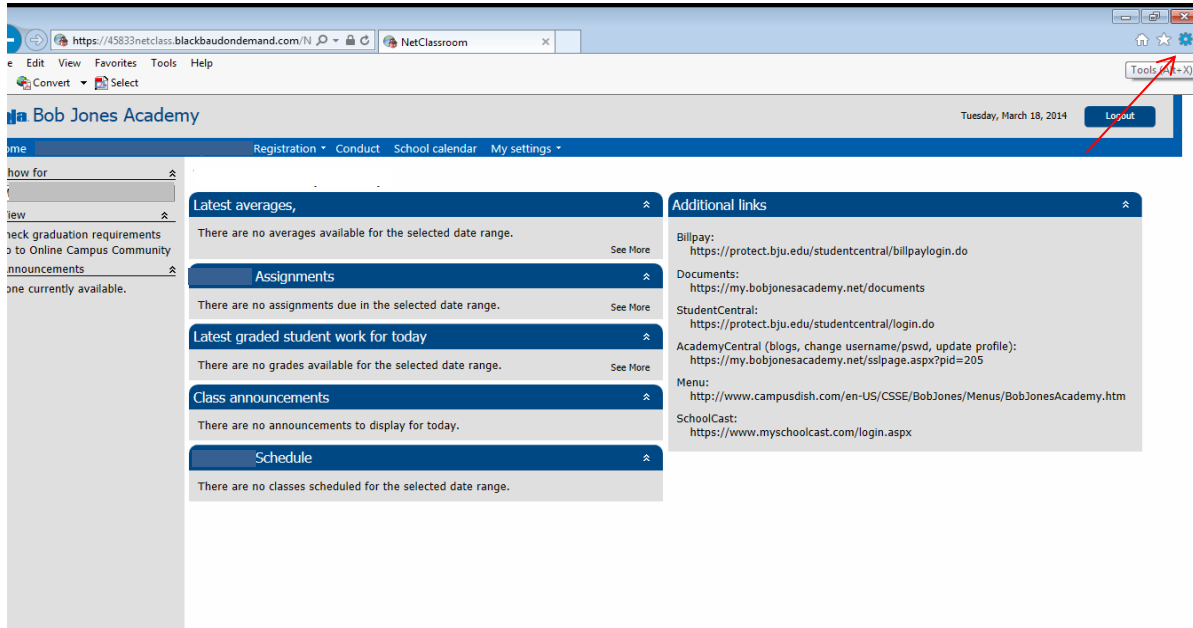 https://45833netclass.blackbaudondemand.com/N
NetClassroom
e Edit View Favorites Tools Help
Tools (Alt+X)
Convert Select
Bob Jones Academy
Tuesday, March 18, 2014
Logout
ome Registration Conduct School calendar My settings
how for
iew
heck graduation requirements
o to Online Campus Community
nnouncements
one currently available.
Latest averages,
There are no averages available for the selected date range.
See More
Assignments
There are no assignments due in the selected date range.
See More
Latest graded student work for today
There are no grades available for the selected date range.
See More
Class announcements
There are no announcements to display for today.
Schedule
There are no classes scheduled for the selected date range.
Additional links
Billpay:
https://protect.bju.edu/studentcentral/billpaylogin.do
Documents:
https://my.bobjonesacademy.net/documents
StudentCentral:
https://protect.bju.edu/studentcentral/login.do
AcademyCentral (blogs, change username/pswd, update profile):
https://my.bobjonesacademy.net/sslpage.aspx?pid=205
Menu:
http://www.campusdish.com/en-US/CSSE/BobJones/Menus/BobJonesAcademy.htm
SchoolCast:
https://www.myschoolcast.com/login.aspx